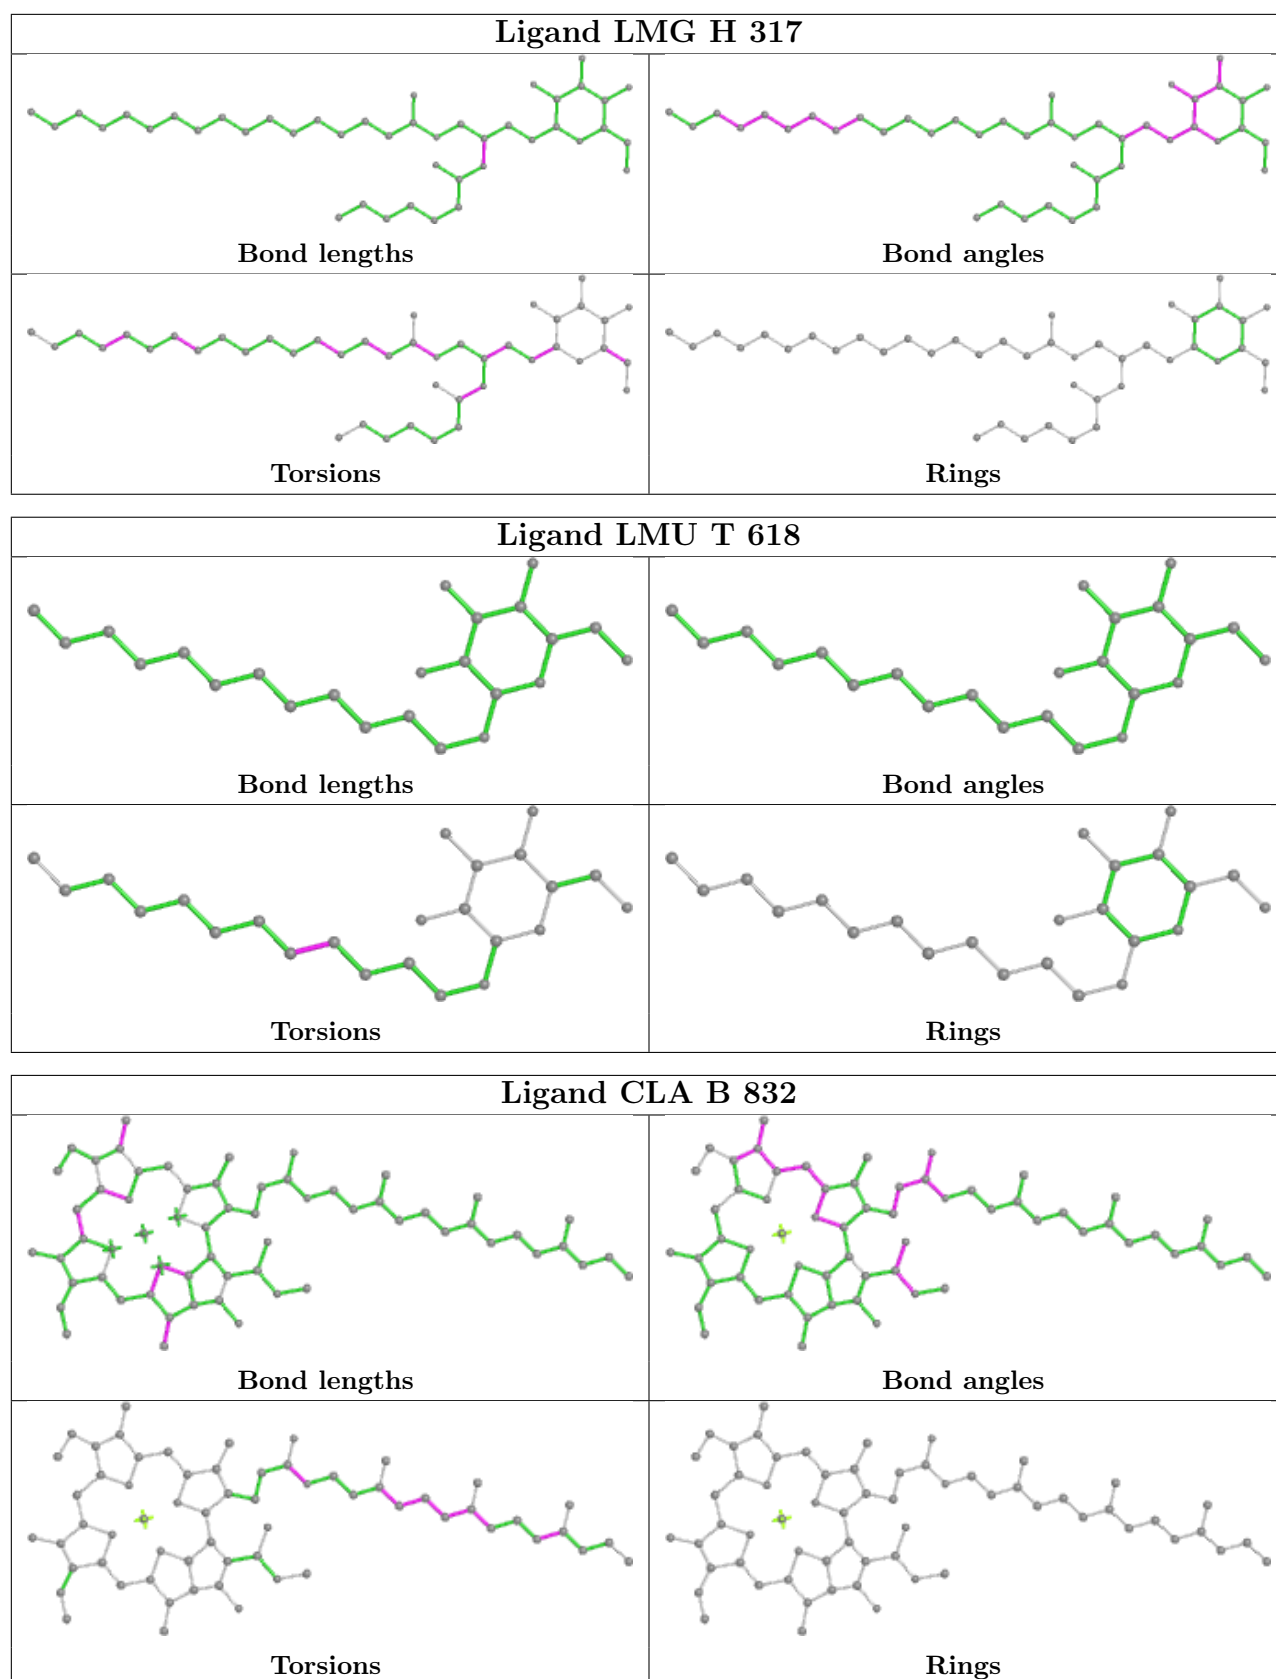 Ligand LMG H 317
Bond lengths
Bond angles
Torsions
Rings
Ligand LMU T 618
Bond lengths
Bond angles
Torsions
Rings
Ligand CLA B 832
Bond lengths
Bond angles
Torsions
Rings